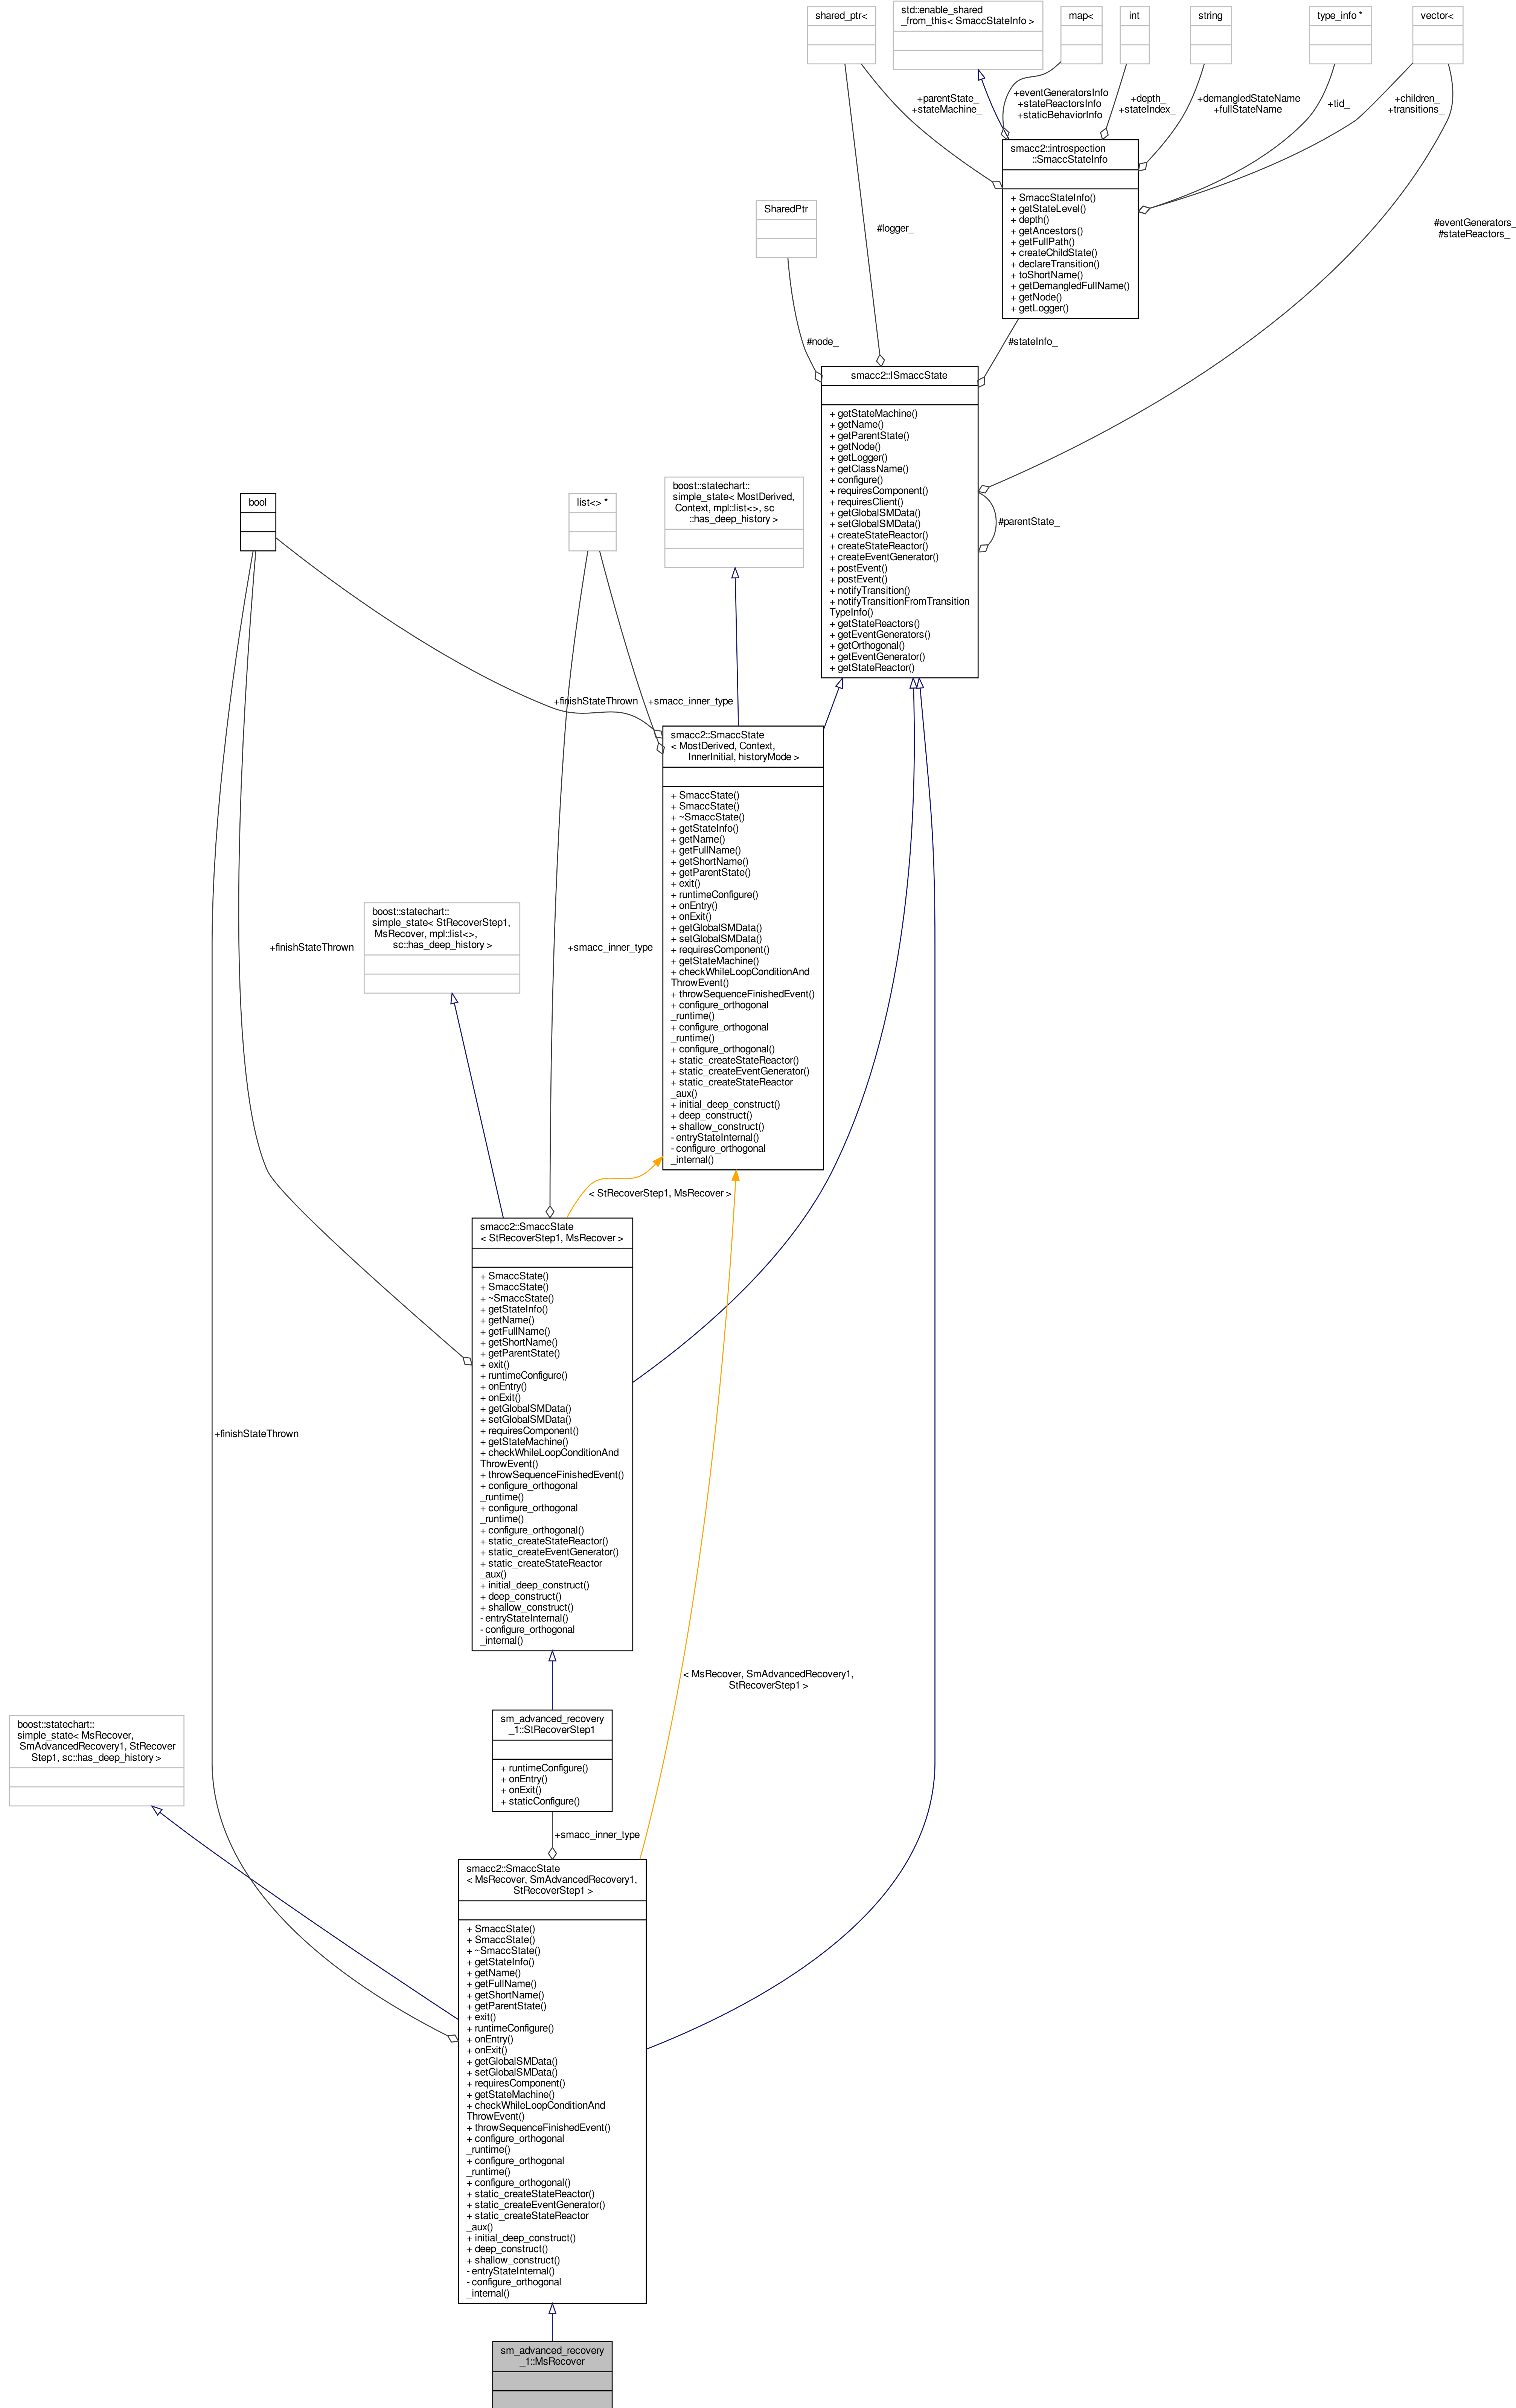 shared_ptr<
std::enable_shared
_from_this< SmaccStateInfo >
map<
int
string
type_info *
vector<
+parentState_
+stateMachine_
+eventGeneratorsInfo
+stateReactorsInfo
+staticBehaviorInfo
+depth_
+stateIndex_
+demangledStateName
+fullStateName
+tid_
+children_
+transitions_
smacc2::introspection
::SmaccStateInfo
+ SmaccStateInfo()
+ getStateLevel()
+ depth()
+ getAncestors()
+ getFullPath()
+ createChildState()
+ declareTransition()
+ toShortName()
+ getDemangledFullName()
+ getNode()
+ getLogger()
SharedPtr
#logger_
#eventGenerators_
#stateReactors_
#node_
#stateInfo_
smacc2::ISmaccState
+ getStateMachine()
+ getName()
+ getParentState()
+ getNode()
+ getLogger()
+ getClassName()
+ configure()
+ requiresComponent()
+ requiresClient()
+ getGlobalSMData()
+ setGlobalSMData()
+ createStateReactor()
+ createStateReactor()
+ createEventGenerator()
+ postEvent()
+ postEvent()
+ notifyTransition()
+ notifyTransitionFromTransition
TypeInfo()
+ getStateReactors()
+ getEventGenerators()
+ getOrthogonal()
+ getEventGenerator()
+ getStateReactor()
#parentState_
bool
list<> *
boost::statechart::
simple_state< MostDerived,
Context, mpl::list<>, sc
::has_deep_history >
+finishStateThrown
+smacc_inner_type
smacc2::SmaccState
< MostDerived, Context,
InnerInitial, historyMode >
+ SmaccState()
+ SmaccState()
+ ~SmaccState()
+ getStateInfo()
+ getName()
+ getFullName()
+ getShortName()
+ getParentState()
+ exit()
+ runtimeConfigure()
+ onEntry()
+ onExit()
+ getGlobalSMData()
+ setGlobalSMData()
+ requiresComponent()
+ getStateMachine()
+ checkWhileLoopConditionAnd
ThrowEvent()
+ throwSequenceFinishedEvent()
+ configure_orthogonal
_runtime()
+ configure_orthogonal
_runtime()
+ configure_orthogonal()
+ static_createStateReactor()
+ static_createEventGenerator()
+ static_createStateReactor
_aux()
+ initial_deep_construct()
+ deep_construct()
+ shallow_construct()
- entryStateInternal()
- configure_orthogonal
_internal()
boost::statechart::
simple_state< StRecoverStep1,
MsRecover, mpl::list<>,
sc::has_deep_history >
+finishStateThrown
+smacc_inner_type
< StRecoverStep1, MsRecover >
smacc2::SmaccState
< StRecoverStep1, MsRecover >
+ SmaccState()
+ SmaccState()
+ ~SmaccState()
+ getStateInfo()
+ getName()
+ getFullName()
+ getShortName()
+ getParentState()
+ exit()
+ runtimeConfigure()
+ onEntry()
+ onExit()
+ getGlobalSMData()
+ setGlobalSMData()
+ requiresComponent()
+ getStateMachine()
+ checkWhileLoopConditionAnd
ThrowEvent()
+ throwSequenceFinishedEvent()
+ configure_orthogonal
_runtime()
+ configure_orthogonal
_runtime()
+ configure_orthogonal()
+ static_createStateReactor()
+ static_createEventGenerator()
+ static_createStateReactor
_aux()
+ initial_deep_construct()
+ deep_construct()
+ shallow_construct()
- entryStateInternal()
- configure_orthogonal
_internal()
+finishStateThrown
< MsRecover, SmAdvancedRecovery1,
StRecoverStep1 >
boost::statechart::
simple_state< MsRecover,
SmAdvancedRecovery1, StRecover
Step1, sc::has_deep_history >
sm_advanced_recovery
_1::StRecoverStep1
+ runtimeConfigure()
+ onEntry()
+ onExit()
+ staticConfigure()
+smacc_inner_type
smacc2::SmaccState
< MsRecover, SmAdvancedRecovery1,
StRecoverStep1 >
+ SmaccState()
+ SmaccState()
+ ~SmaccState()
+ getStateInfo()
+ getName()
+ getFullName()
+ getShortName()
+ getParentState()
+ exit()
+ runtimeConfigure()
+ onEntry()
+ onExit()
+ getGlobalSMData()
+ setGlobalSMData()
+ requiresComponent()
+ getStateMachine()
+ checkWhileLoopConditionAnd
ThrowEvent()
+ throwSequenceFinishedEvent()
+ configure_orthogonal
_runtime()
+ configure_orthogonal
_runtime()
+ configure_orthogonal()
+ static_createStateReactor()
+ static_createEventGenerator()
+ static_createStateReactor
_aux()
+ initial_deep_construct()
+ deep_construct()
+ shallow_construct()
- entryStateInternal()
- configure_orthogonal
_internal()
sm_advanced_recovery
_1::MsRecover